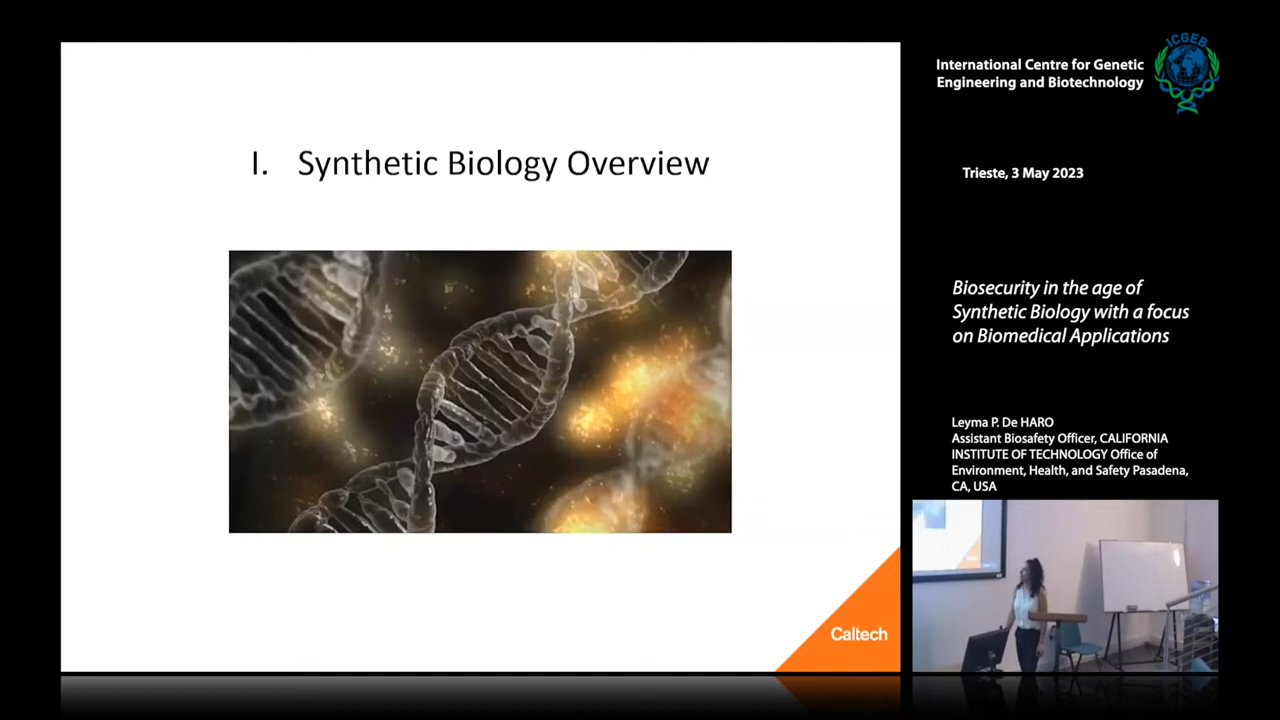 I. Synthetic Biology Overview
Caltech
International Centre for Genetic
Engineering and Biotechnology
ICGEB
Trieste, 3 May 2023
Biosecurity in the age of
Synthetic Biology with a focus
on Biomedical Applications
Leyma P. De HARO
Assistant Biosafety Officer, CALIFORNIA
INSTITUTE OF TECHNOLOGY Office of
Environment, Health, and Safety Pasadena,
CA, USA